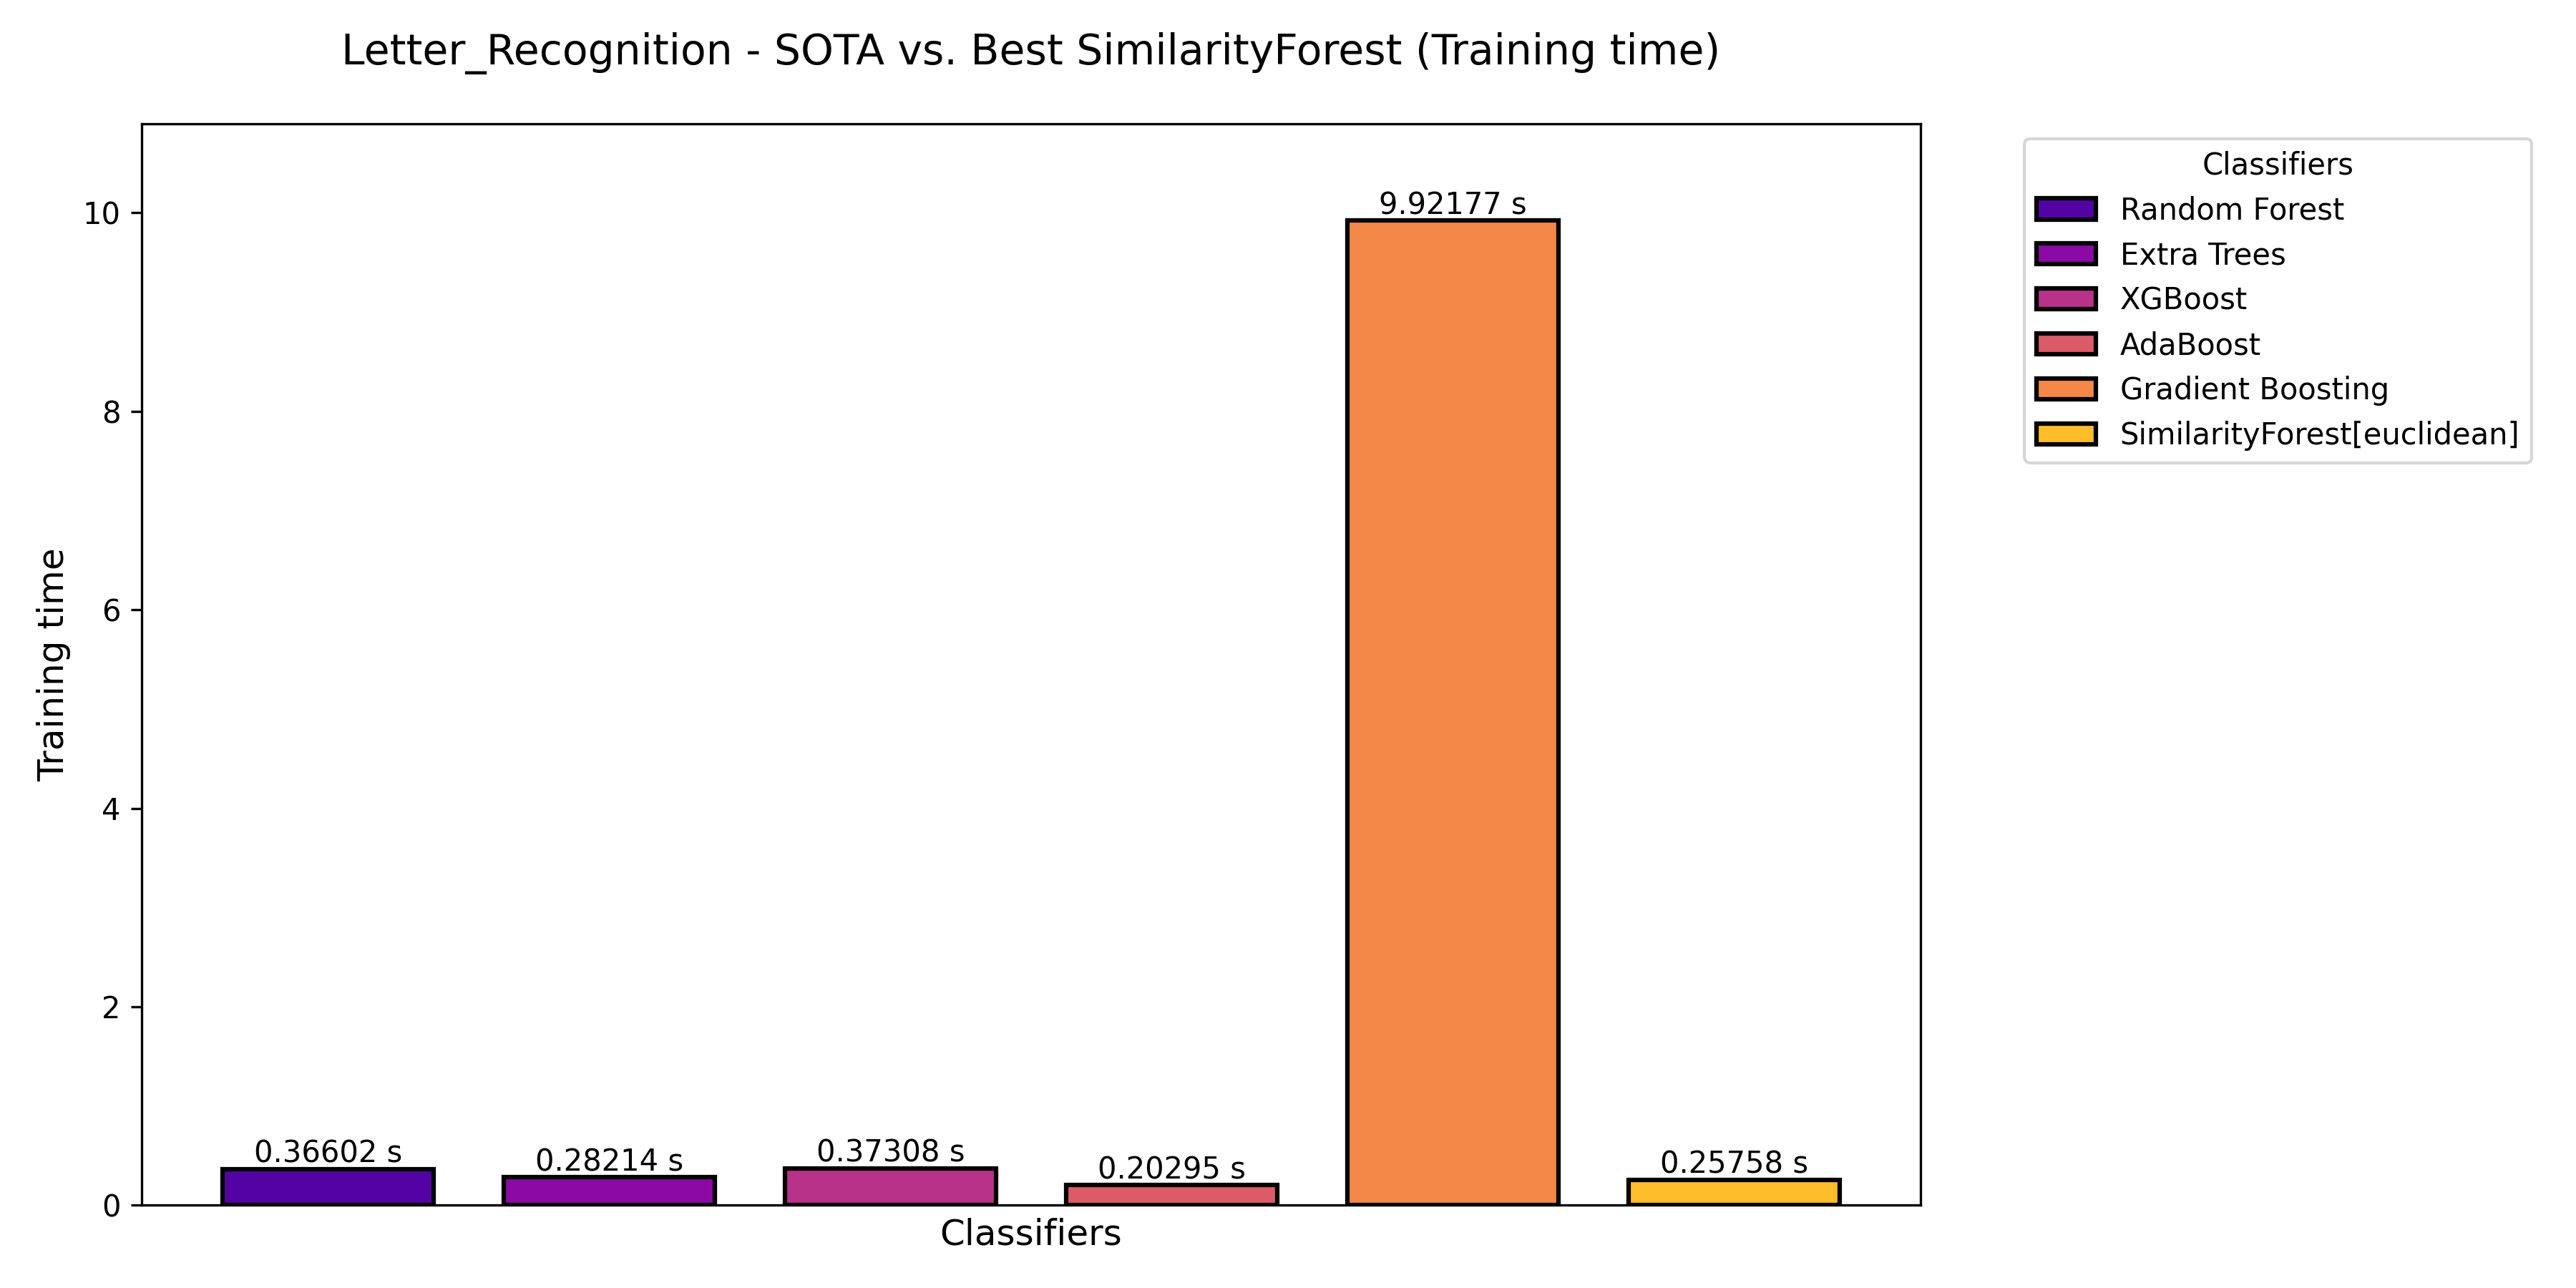 Letter_Recognition - SOTA vs. Best SimilarityForest (Training time)
Training time
10
8
6
4
2
0
0.36602 s
0.28214 s
0.37308 s
0.20295 s
9.92177 s
0.25758 s
Classifiers
Classifiers
Random Forest
Extra Trees
XGBoost
AdaBoost
Gradient Boosting
SimilarityForest[euclidean]